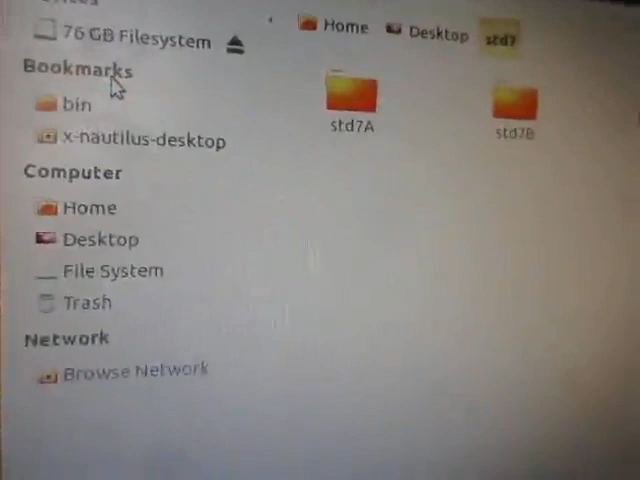 76 GB Filesystem
Bookmarks
bin
x-nautilus-desktop
Computer
Home
Desktop
File System
Trash
Network
Browse Network
Home Desktop std7
std7A std7B